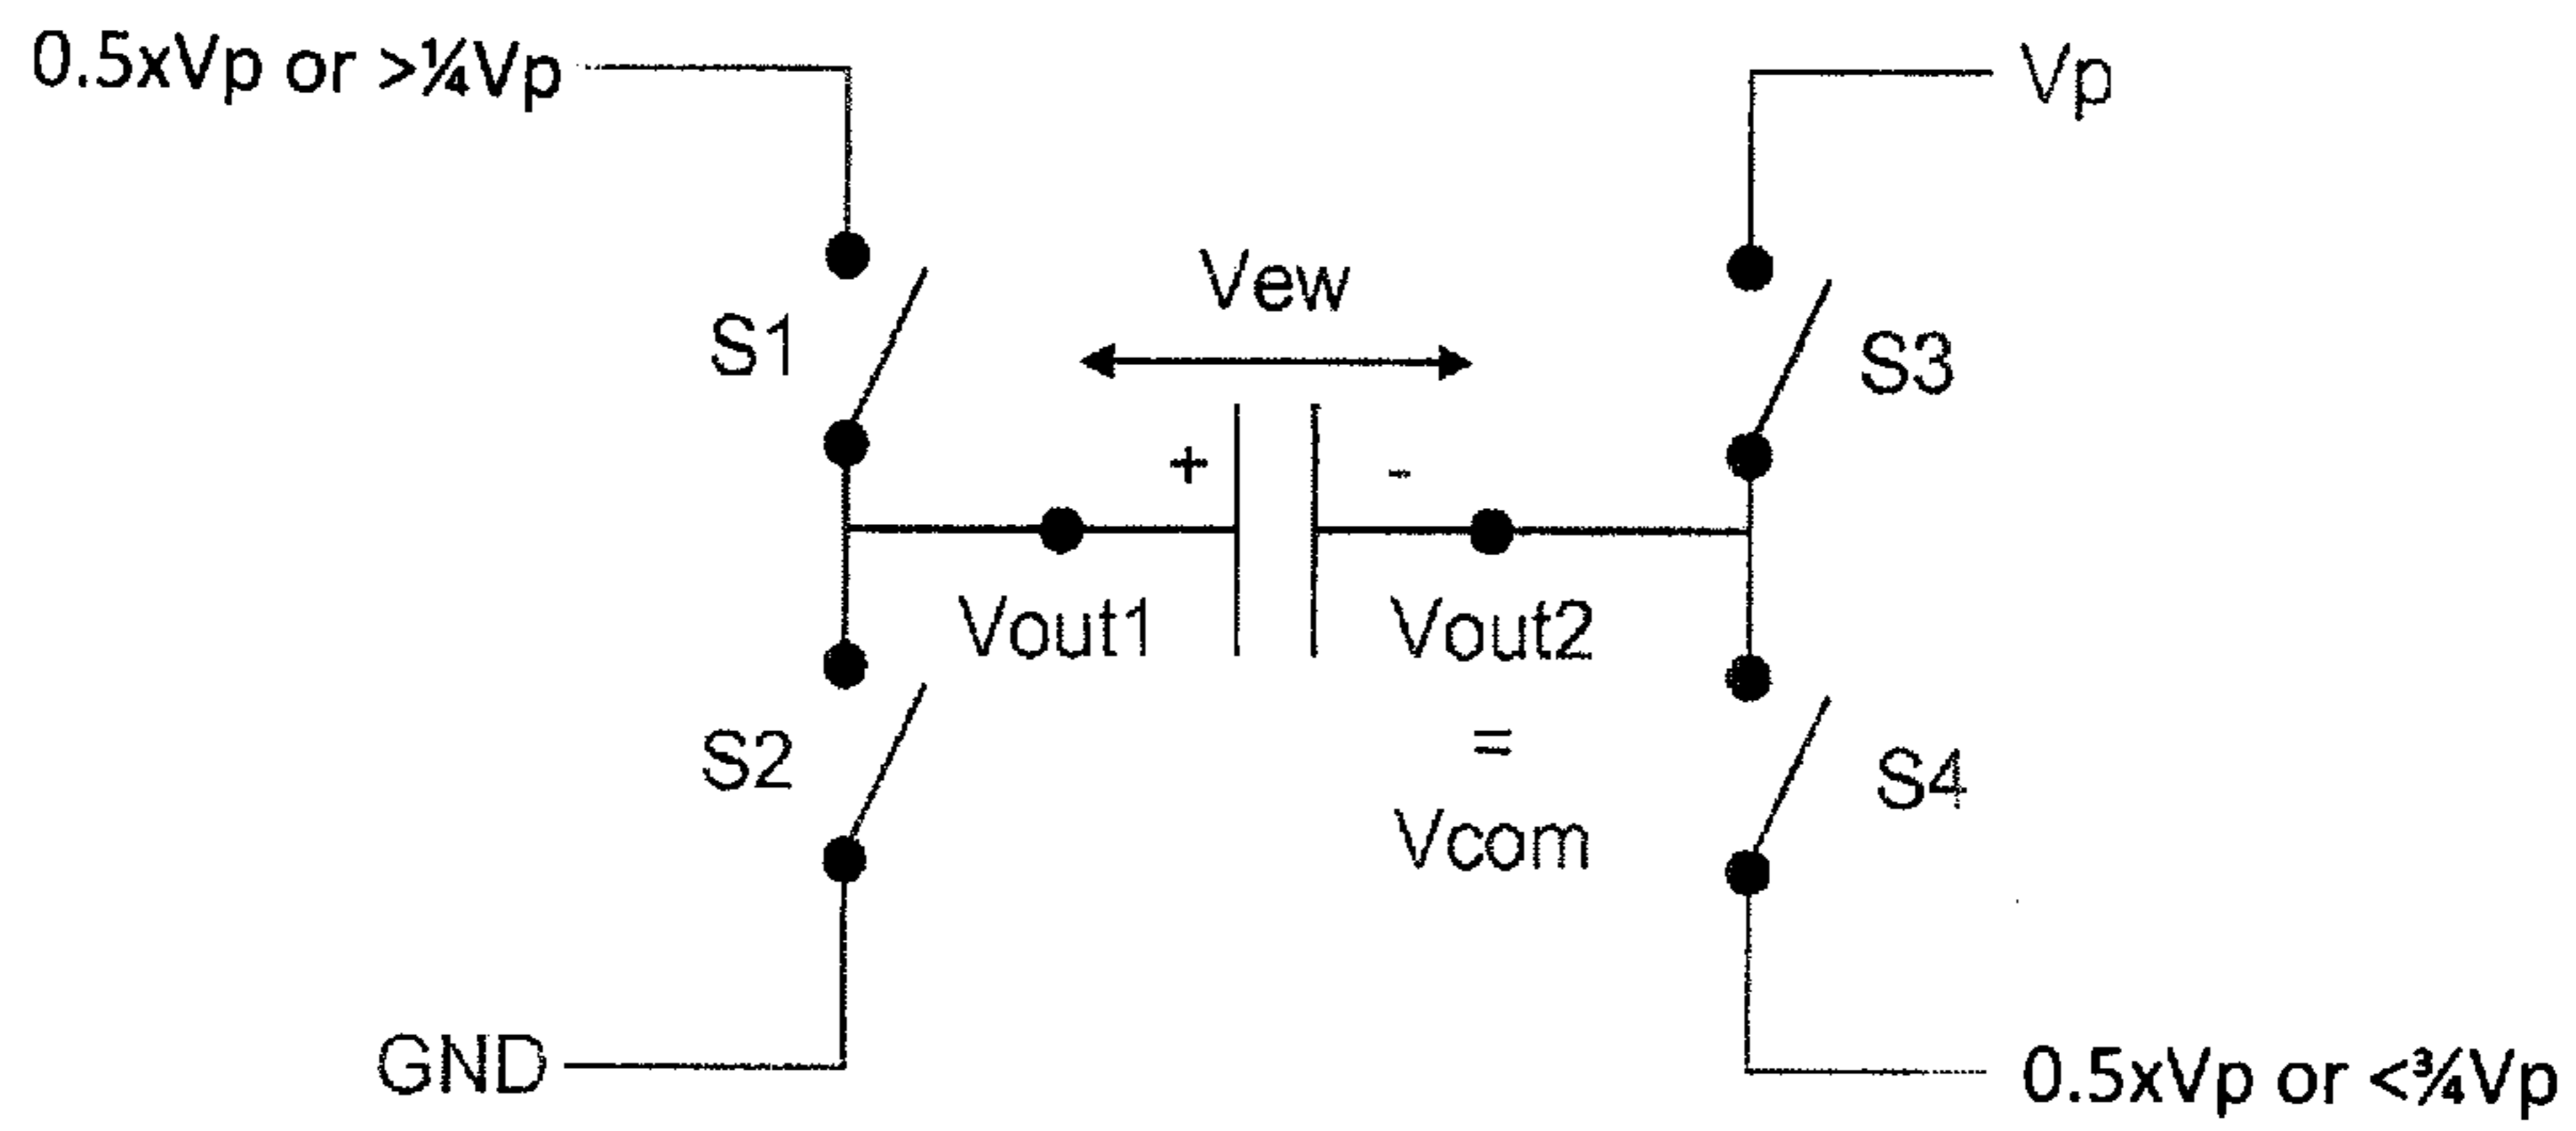 0.5xVp or >¼Vp
Vp
Vew
S1
S3
+
-
Vout1
Vout2
=
Vcom
S2
S4
GND
0.5xVp or <¾Vp